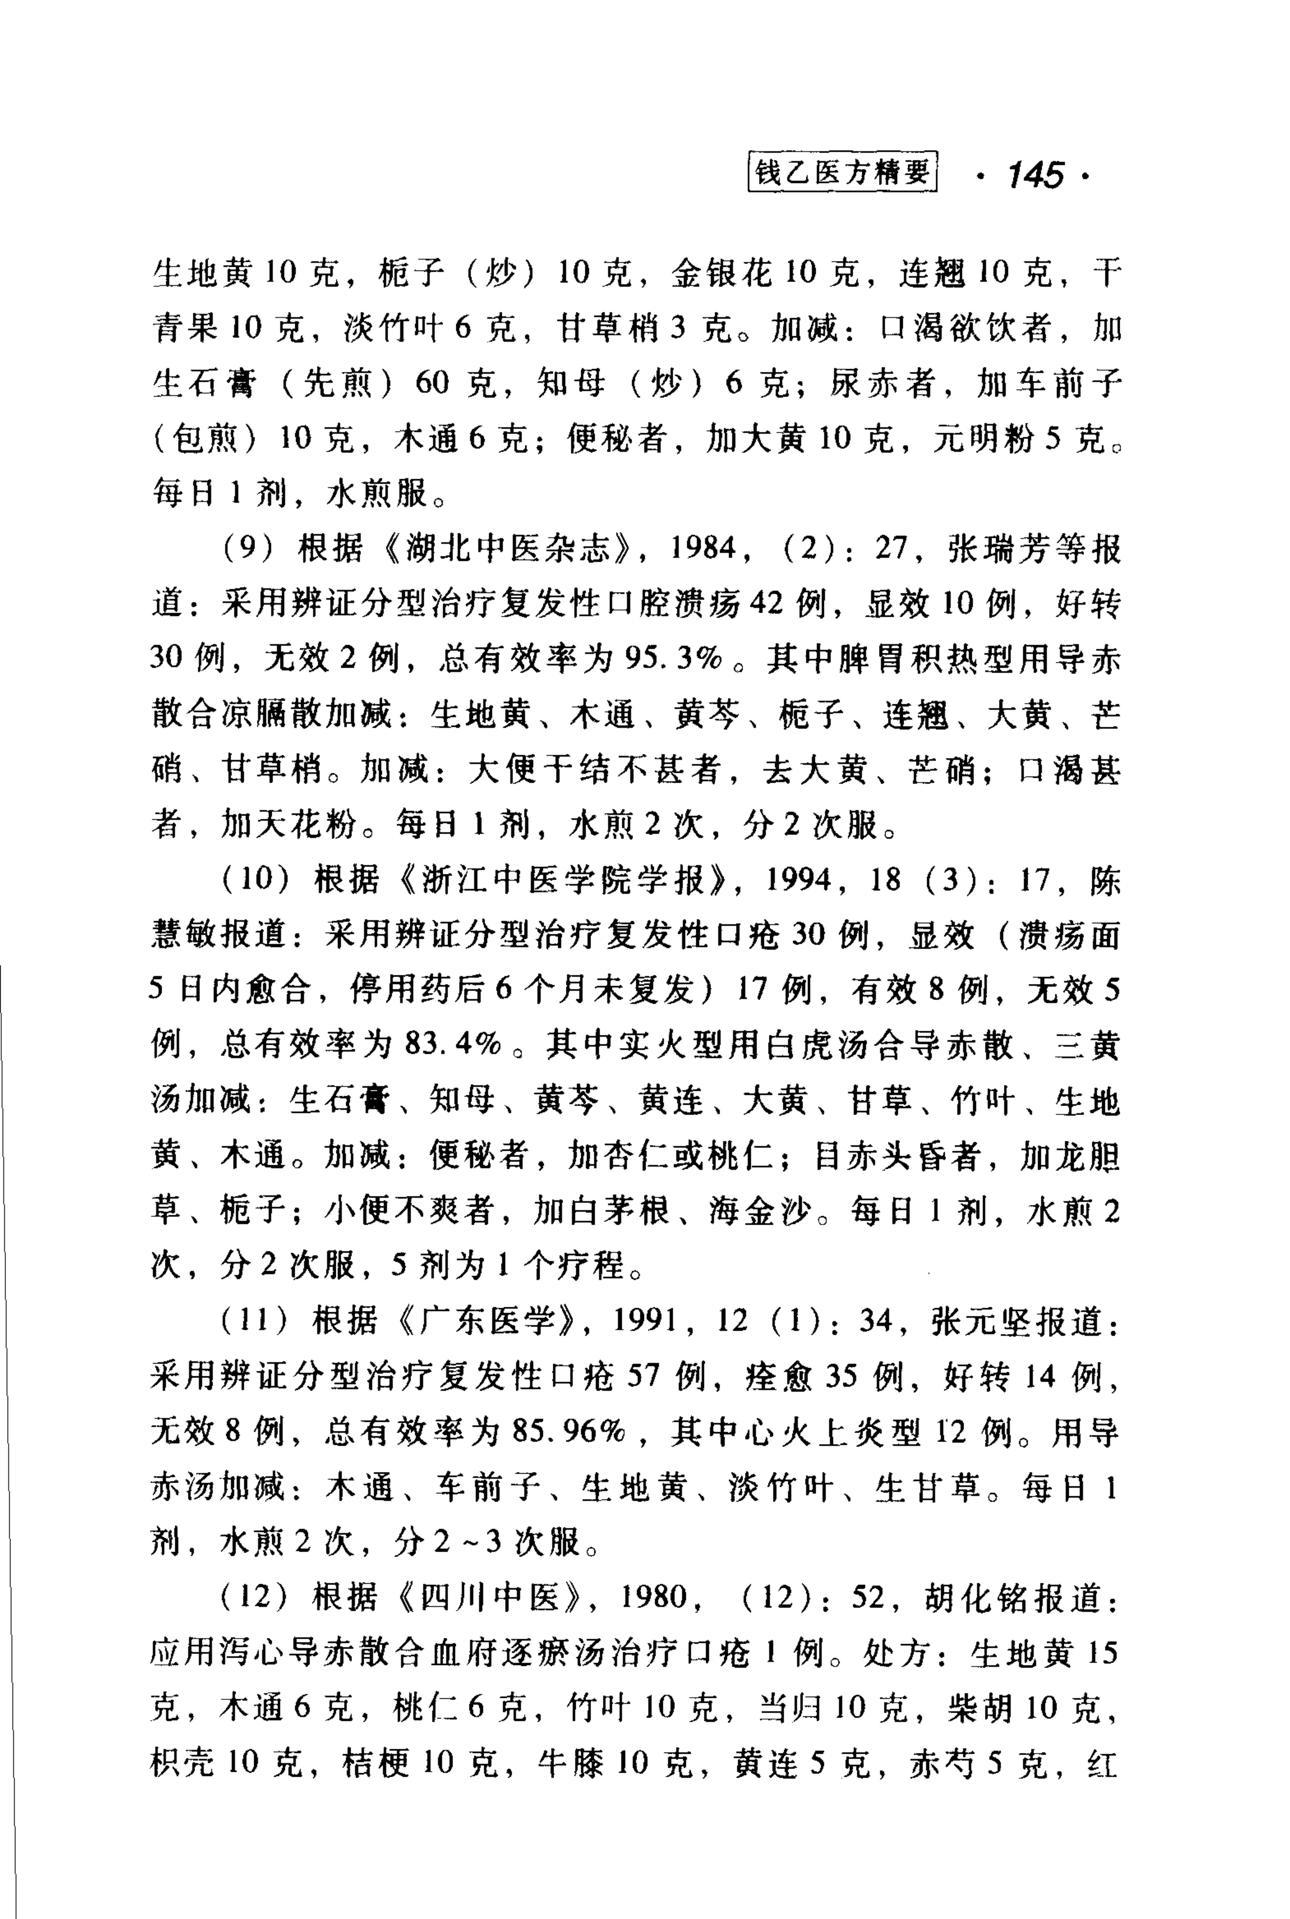 钱乙医方精要 · 145 ·
生地黄 10 克，栀子（炒）10 克，金银花 10 克，连翘 10 克，干
青果 10 克，淡竹叶 6 克，甘草梢 3 克。加减：口渴欲饮者，加
生石膏（先煎）60 克，知母（炒）6 克；尿赤者，加车前子
（包煎）10 克，木通 6 克；便秘者，加大黄 10 克，元明粉 5 克。
每日 1 剂，水煎服。
（9）根据《湖北中医杂志》，1984，（2）：27，张瑞芳等报
道：采用辨证分型治疗复发性口腔溃疡 42 例，显效 10 例，好转
30 例，无效 2 例，总有效率为 95.3%。其中脾胃积热型用导赤
散合凉膈散加减：生地黄、木通、黄芩、栀子、连翘、大黄、芒
硝、甘草梢。加减：大便干结不甚者，去大黄、芒硝；口渴甚
者，加天花粉。每日 1 剂，水煎 2 次，分 2 次服。
（10）根据《浙江中医学院学报》，1994，18（3）：17，陈
慧敏报道：采用辨证分型治疗复发性口疮 30 例，显效（溃疡面
5 日内愈合，停用药后 6 个月未复发）17 例，有效 8 例，无效 5
例，总有效率为 83.4%。其中实火型用白虎汤合导赤散、三黄
汤加减：生石膏、知母、黄芩、黄连、大黄、甘草、竹叶、生地
黄、木通。加减：便秘者，加杏仁或桃仁；目赤头昏者，加龙胆
草、栀子；小便不爽者，加白茅根、海金沙。每日 1 剂，水煎 2
次，分 2 次服，5 剂为 1 个疗程。
（11）根据《广东医学》，1991，12（1）：34，张元坚报道：
采用辨证分型治疗复发性口疮 57 例，痊愈 35 例，好转 14 例，
无效 8 例，总有效率为 85.96%，其中心火上炎型 12 例。用导
赤汤加减：木通、车前子、生地黄、淡竹叶、生甘草。每日 1
剂，水煎 2 次，分 2～3 次服。
（12）根据《四川中医》，1980，（12）：52，胡化铭报道：
应用泻心导赤散合血府逐瘀汤治疗口疮 1 例。处方：生地黄 15
克，木通 6 克，桃仁 6 克，竹叶 10 克，当归 10 克，柴胡 10 克，
枳壳 10 克，桔梗 10 克，牛膝 10 克，黄连 5 克，赤芍 5 克，红